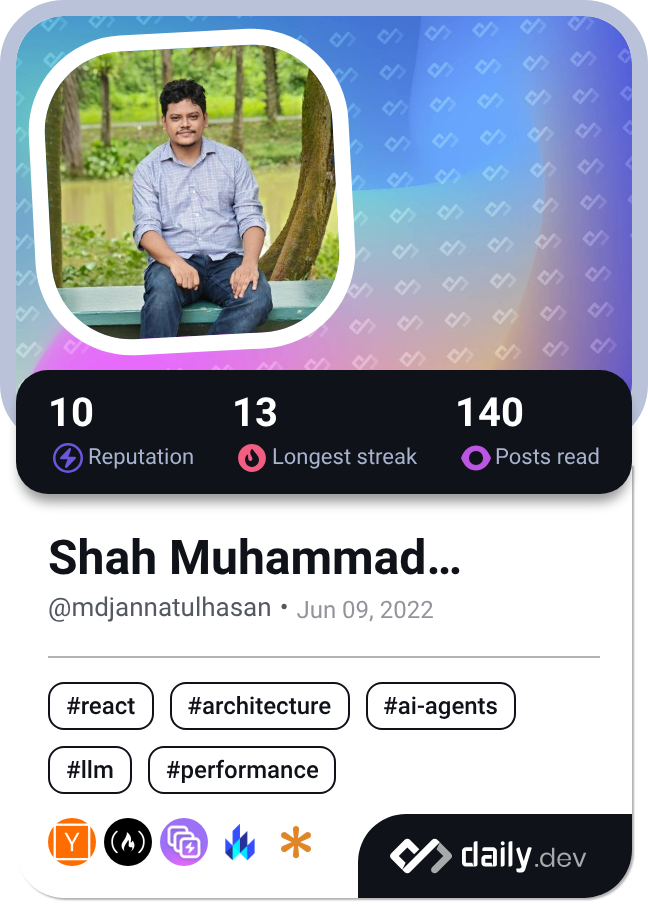 10 13 140
Reputation Longest streak Posts read
Shah Muhammad...
@mdjannatulhasan • Jun 09, 2022
#react #architecture #ai-agents
#llm #performance
Y
daily.dev